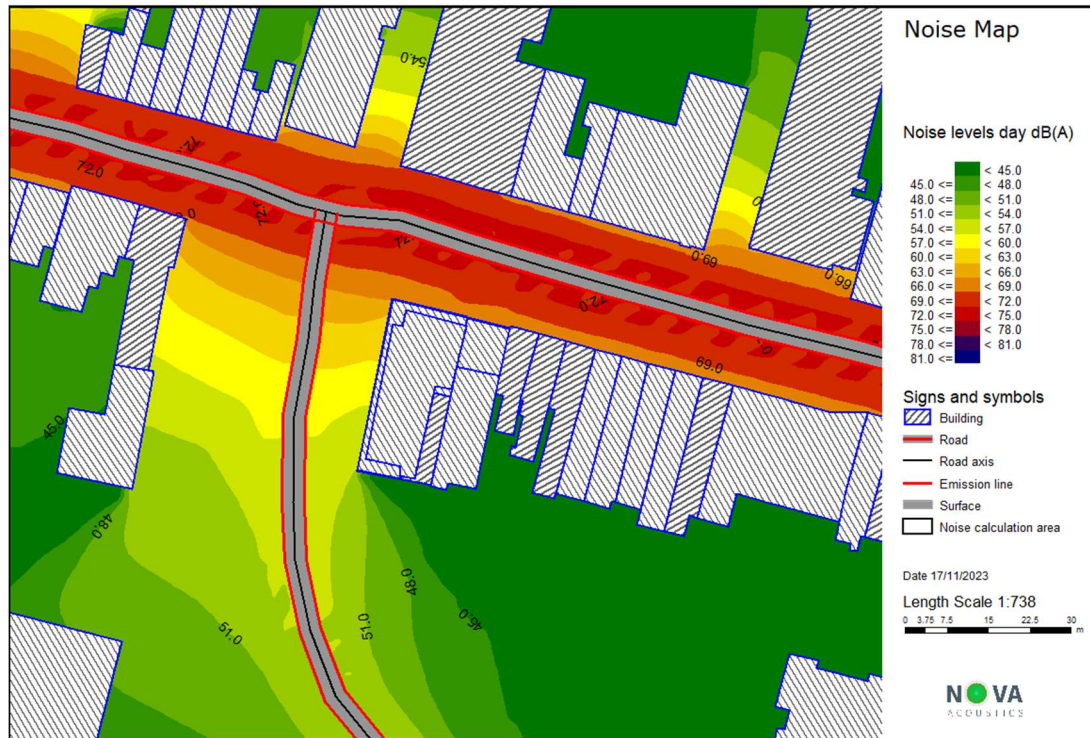 Noise Map
54.0
72.0
72.0
69.0
66.0
72.0
69.0
45.0
48.0
51.0
51.0
48.0
45.0
Noise levels day dB(A)
< 45.0
45.0 <= < 48.0
48.0 <= < 51.0
51.0 <= < 54.0
54.0 <= < 57.0
57.0 <= < 60.0
60.0 <= < 63.0
63.0 <= < 66.0
66.0 <= < 69.0
69.0 <= < 72.0
72.0 <= < 75.0
75.0 <= < 78.0
78.0 <= < 81.0
81.0 <=
Signs and symbols
Building
Road
Road axis
Emission line
Surface
Noise calculation area
Date 17/11/2023
Length Scale 1:738
0 3.75 7.5 15 22.5 30
m
NOVA
ACOUSTICS